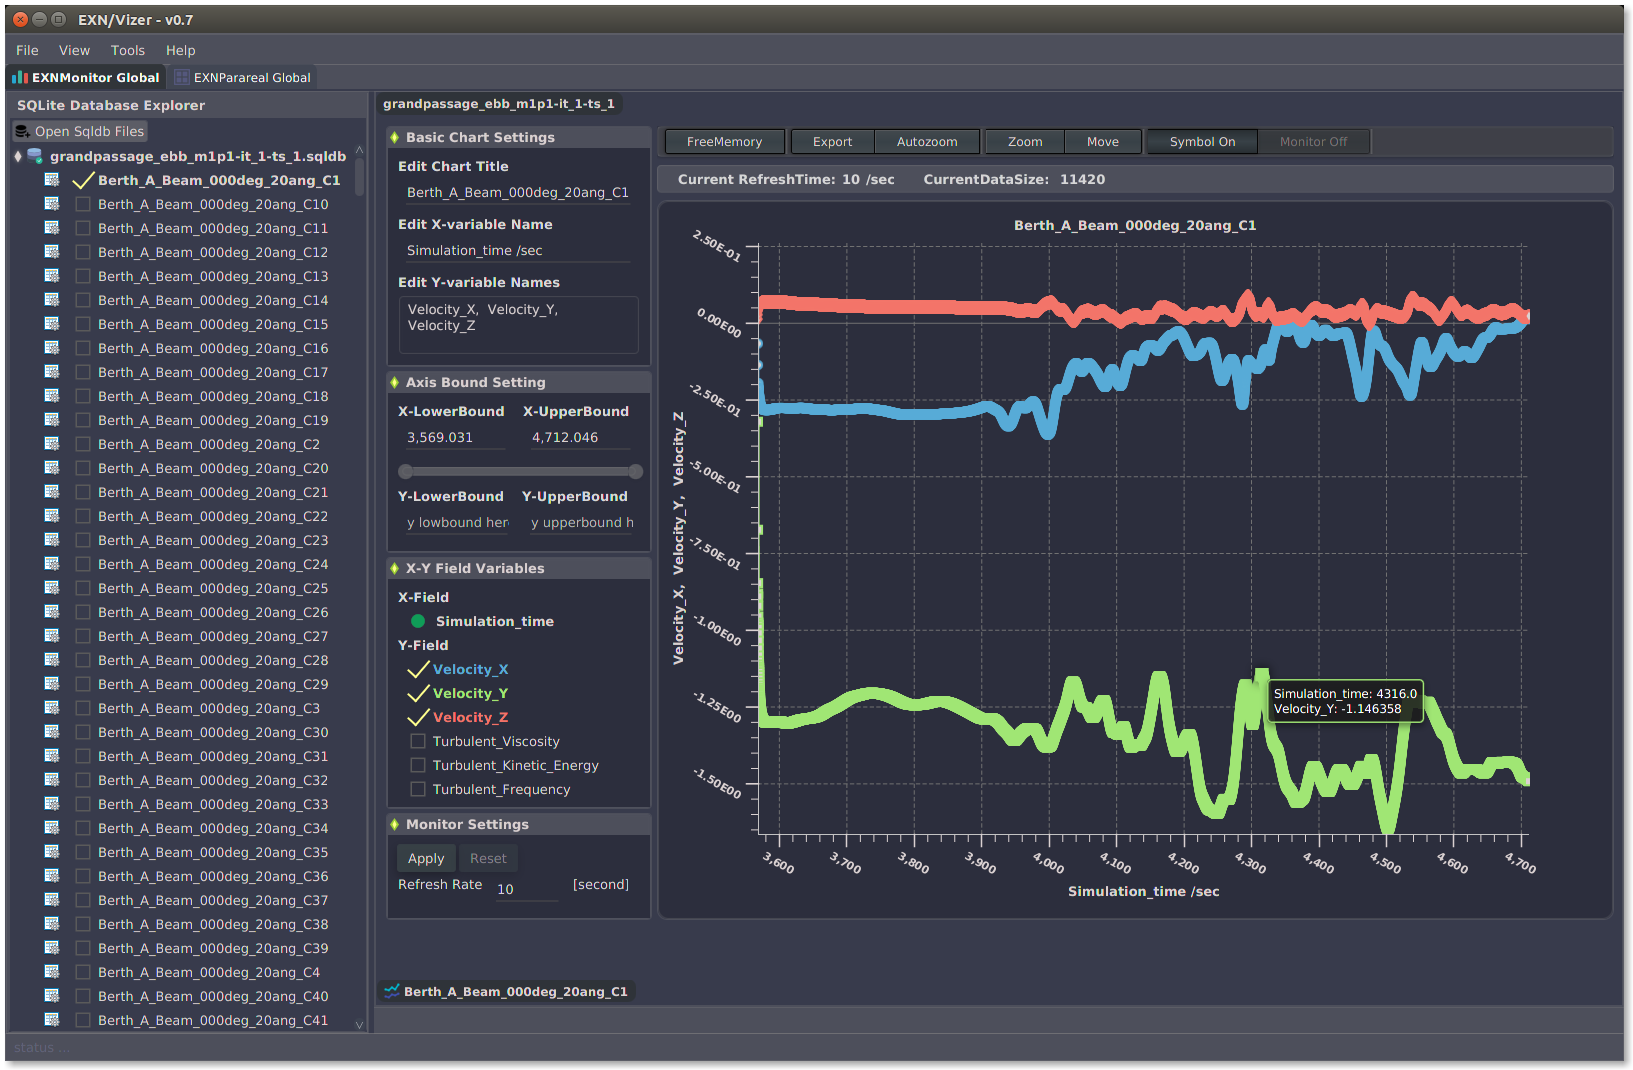 EXN/Vizer - v0.7
File View Tools Help
EXNMonitor Global EXNParareal Global
SQLite Database Explorer
Open Sqldb Files
grandpassage_ebb_m1p1-it_1-ts_1.sqldb
Berth_A_Beam_000deg_20ang_C1
Berth_A_Beam_000deg_20ang_C10
Berth_A_Beam_000deg_20ang_C11
Berth_A_Beam_000deg_20ang_C12
Berth_A_Beam_000deg_20ang_C13
Berth_A_Beam_000deg_20ang_C14
Berth_A_Beam_000deg_20ang_C15
Berth_A_Beam_000deg_20ang_C16
Berth_A_Beam_000deg_20ang_C17
Berth_A_Beam_000deg_20ang_C18
Berth_A_Beam_000deg_20ang_C19
Berth_A_Beam_000deg_20ang_C2
Berth_A_Beam_000deg_20ang_C20
Berth_A_Beam_000deg_20ang_C21
Berth_A_Beam_000deg_20ang_C22
Berth_A_Beam_000deg_20ang_C23
Berth_A_Beam_000deg_20ang_C24
Berth_A_Beam_000deg_20ang_C25
Berth_A_Beam_000deg_20ang_C26
Berth_A_Beam_000deg_20ang_C27
Berth_A_Beam_000deg_20ang_C28
Berth_A_Beam_000deg_20ang_C29
Berth_A_Beam_000deg_20ang_C3
Berth_A_Beam_000deg_20ang_C30
Berth_A_Beam_000deg_20ang_C31
Berth_A_Beam_000deg_20ang_C32
Berth_A_Beam_000deg_20ang_C33
Berth_A_Beam_000deg_20ang_C34
Berth_A_Beam_000deg_20ang_C35
Berth_A_Beam_000deg_20ang_C36
Berth_A_Beam_000deg_20ang_C37
Berth_A_Beam_000deg_20ang_C38
Berth_A_Beam_000deg_20ang_C39
Berth_A_Beam_000deg_20ang_C4
Berth_A_Beam_000deg_20ang_C40
Berth_A_Beam_000deg_20ang_C41
status ...
grandpassage_ebb_m1p1-it_1-ts_1
Basic Chart Settings
Edit Chart Title
Berth_A_Beam_000deg_20ang_C1
Edit X-variable Name
Simulation_time /sec
Edit Y-variable Names
Velocity_X, Velocity_Y,
Velocity_Z
Axis Bound Setting
X-LowerBound X-UpperBound
3,569.031 4,712.046
Y-LowerBound Y-UpperBound
y lowbound her y upperbound h
X-Y Field Variables
X-Field
Simulation_time
Y-Field
Velocity_X
Velocity_Y
Velocity_Z
Turbulent_Viscosity
Turbulent_Kinetic_Energy
Turbulent_Frequency
Monitor Settings
Apply Reset
Refresh Rate 10 [second]
FreeMemory Export Autozoom Zoom Move Symbol On Monitor Off
Current RefreshTime: 10 /sec CurrentDataSize: 11420
Berth_A_Beam_000deg_20ang_C1
2.50E-01
0.00E00
-2.50E-01
-5.00E-01
-7.50E-01
-1.00E00
-1.25E00
-1.50E00
Velocity_X, Velocity_Y, Velocity_Z
Simulation_time: 4316.0
Velocity_Y: -1.146358
3,600 3,700 3,800 3,900 4,000 4,100 4,200 4,300 4,400 4,500 4,600 4,700
Simulation_time /sec
Berth_A_Beam_000deg_20ang_C1